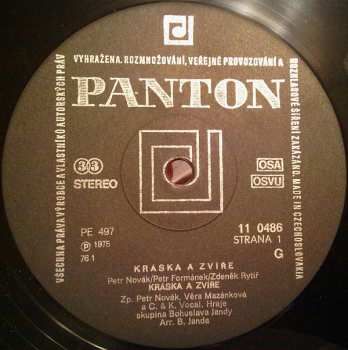 VŠECHNA PRÁVA VÝROBCE A VLASTNÍKŮ AUTORSKÝCH PRÁV
VYHRAŽENA. ROZMNOŽOVÁNÍ, VEŘEJNÉ PROVOZOVÁNÍ A
ROZHLASOVÉ ŠÍŘENÍ ZAKÁZÁNO. MADE IN CZECHOSLOVAKIA
PANTON
33
STEREO
OSA
OSVU
PE 497
℗ 1975
76 1
11 0486
STRANA 1
G
KRÁSKA A ZVÍŘE
Petr Novák/Petr Formánek/Zdeněk Rytíř
KRÁSKA A ZVÍŘE
Zp. Petr Novák, Věra Mazánková
a C. & K. Vocal. Hraje
skupina Bohuslava Jandy
Arr. B. Janda